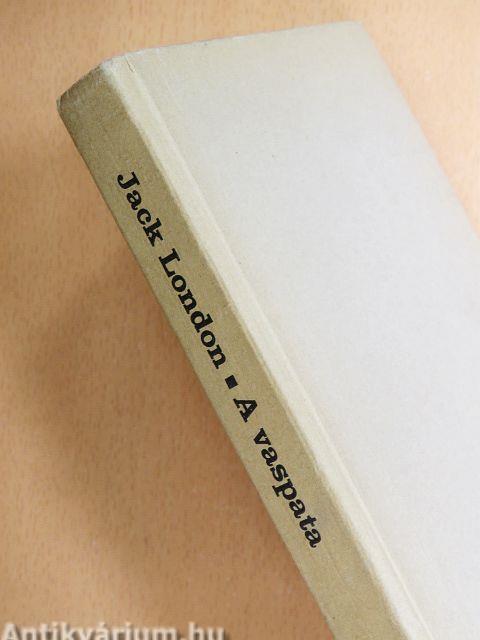 Jack London ▪ A vaspata
Antikvárium.hu